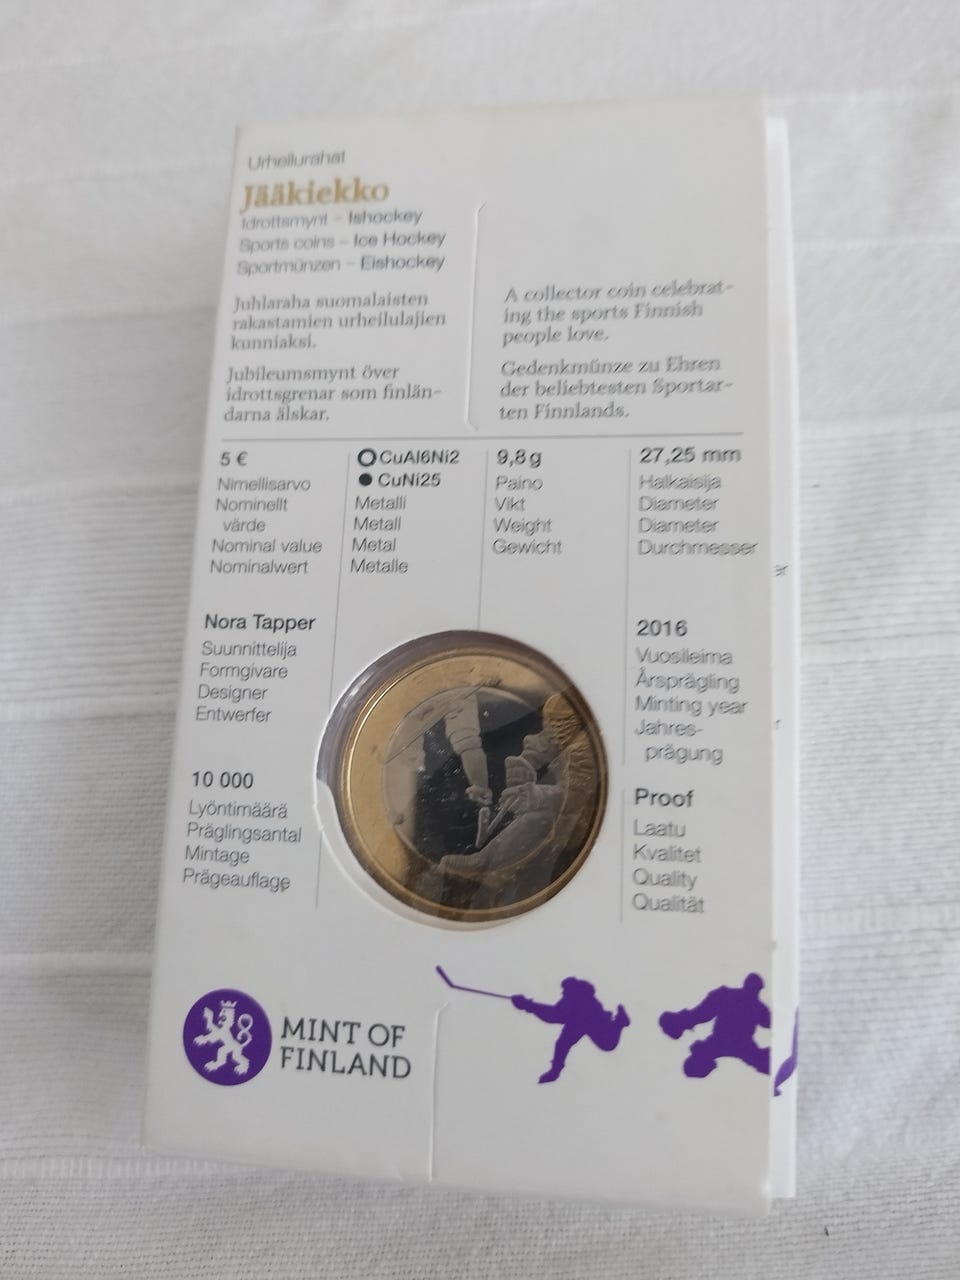 Urheilurahat
Jääkiekko
Idrottsmynt – Ishockey
Sports coins – Ice Hockey
Sportmünzen – Eishockey
Juhlaraha suomalaisten
rakastamien urheilulajien
kunniaksi.
Jubileumsmynt över
idrottsgrenar som finlän-
darna älskar.
A collector coin celebrat-
ing the sports Finnish
people love.
Gedenkmünze zu Ehren
der beliebtesten Sportar-
ten Finnlands.
5 €
Nimellisarvo
Nominellt
värde
Nominal value
Nominalwert
CuAl6Ni2
CuNi25
Metalli
Metall
Metal
Metalle
9,8 g
Paino
Vikt
Weight
Gewicht
27,25 mm
Halkaisija
Diameter
Diameter
Durchmesser
Nora Tapper
Suunnittelija
Formgivare
Designer
Entwerfer
2016
Vuosileima
Årsprägling
Minting year
Jahres-
prägung
10 000
Lyöntimäärä
Präglingsantal
Mintage
Prägeauflage
Proof
Laatu
Kvalitet
Quality
Qualität
MINT OF
FINLAND